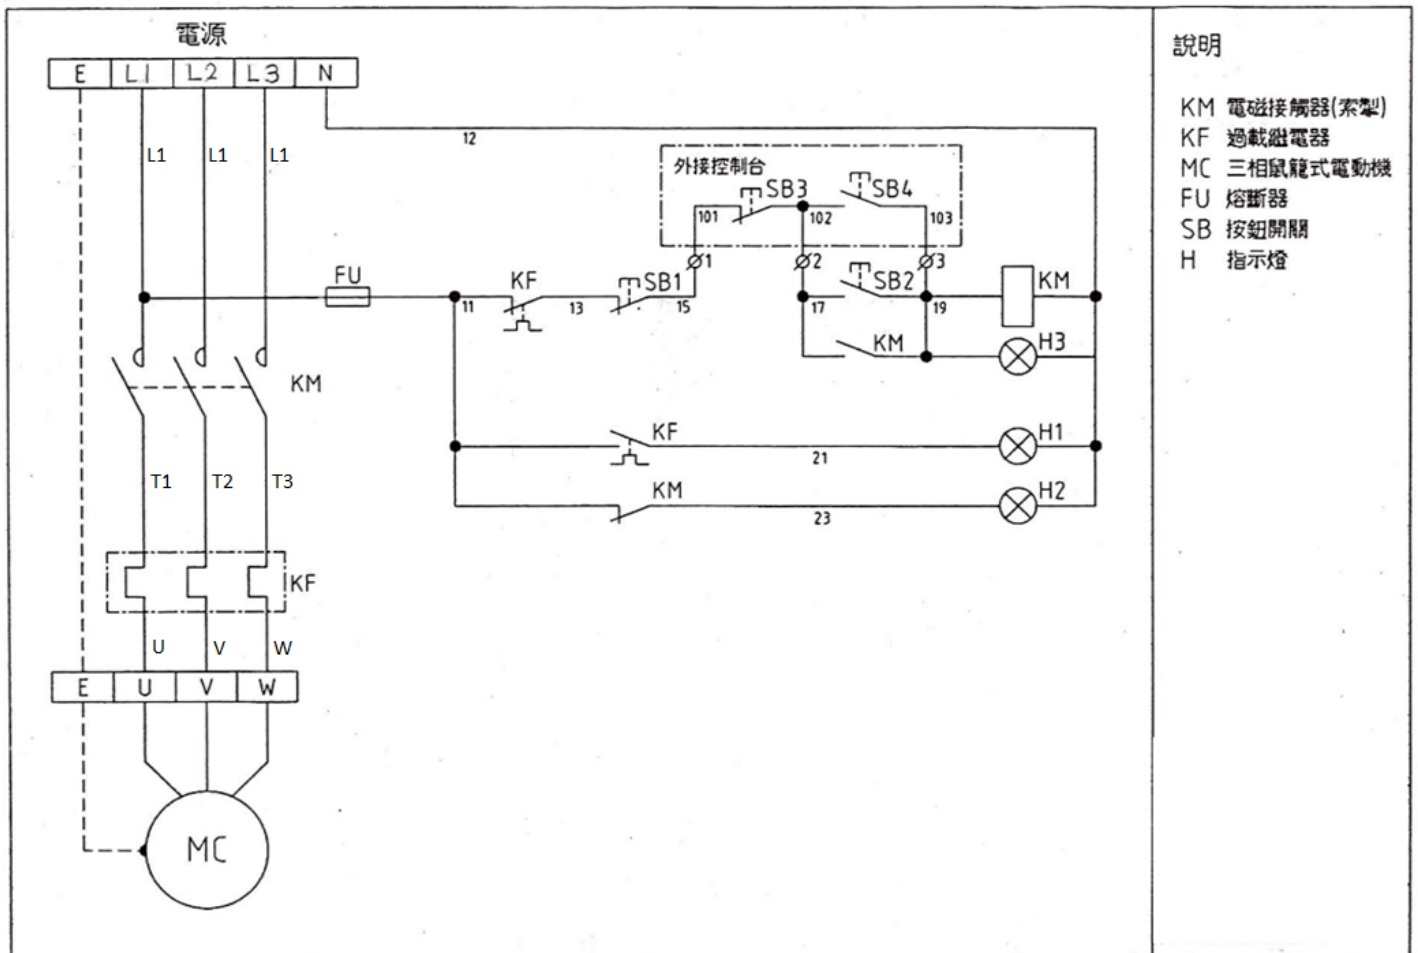 電源
E L1 L2 L3 N
L1 L1 L1
12
外接控制台
SB3 SB4
101 102 103
1 2 3
FU KF SB1 SB2 KM
11 13 15 17 19
KM H3
KM
KF H1
21
T1 T2 T3
KM H2
23
KF
U V W
E U V W
MC
說明
KM 電磁接觸器(索掣)
KF 過載繼電器
MC 三相鼠籠式電動機
FU 熔斷器
SB 按鈕開關
H 指示燈